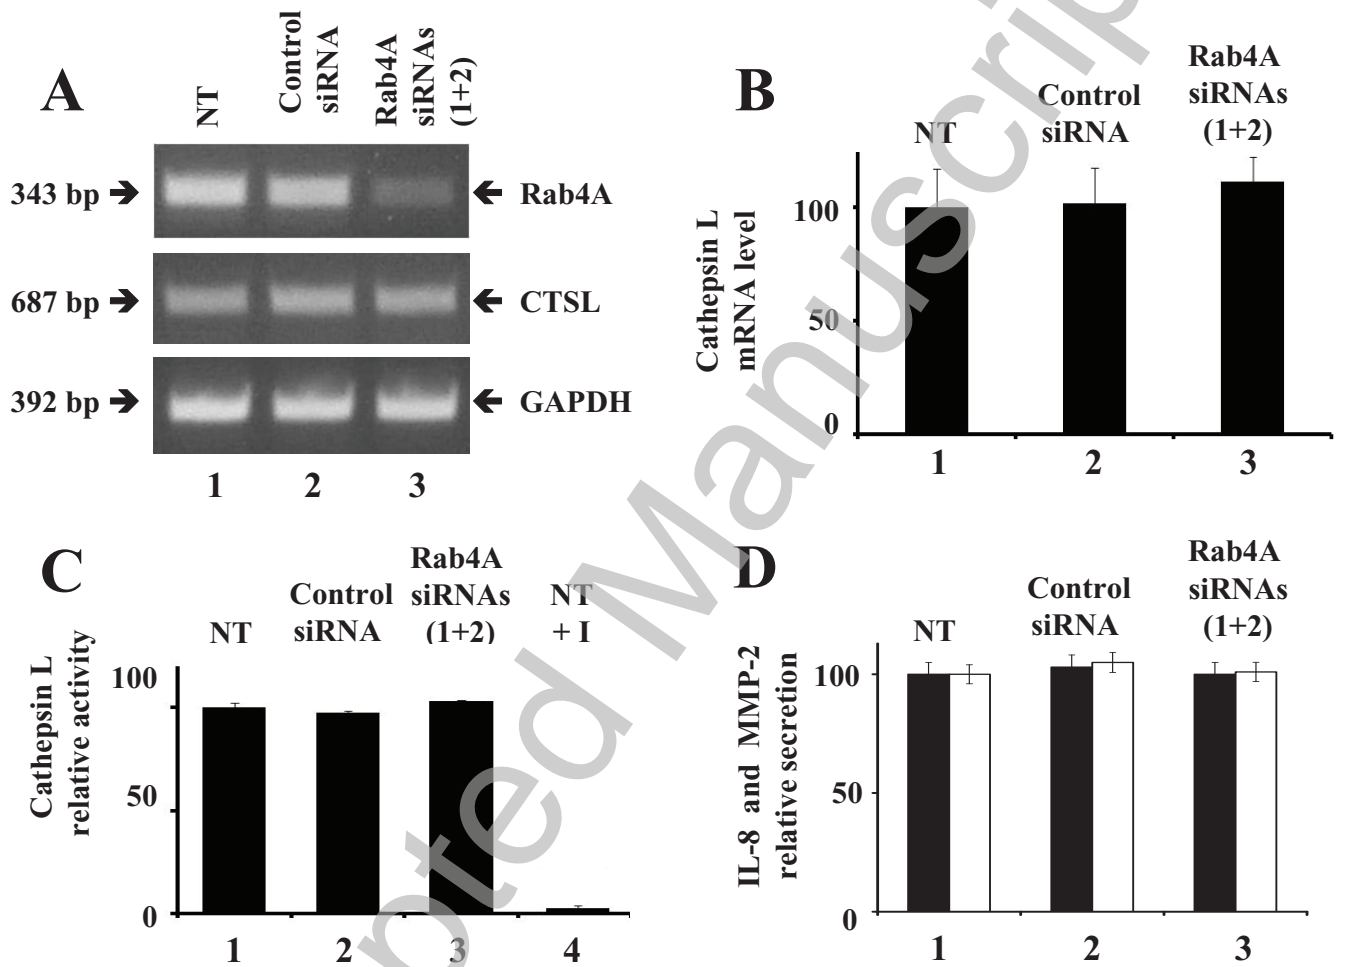 A
NT
Control
siRNA
Rab4A
siRNAs
(1+2)
343 bp
Rab4A
687 bp
CTSL
392 bp
GAPDH
1 2 3
B
NT
Control
siRNA
Rab4A
siRNAs
(1+2)
Cathepsin L
mRNA level
100
50
0
1 2 3
C
NT
Control
siRNA
Rab4A
siRNAs
(1+2)
NT
+ I
Cathepsin L
relative activity
100
50
0
1 2 3 4
D
NT
Control
siRNA
Rab4A
siRNAs
(1+2)
IL-8 and MMP-2
relative secretion
100
50
0
1 2 3
pted Manuscrip